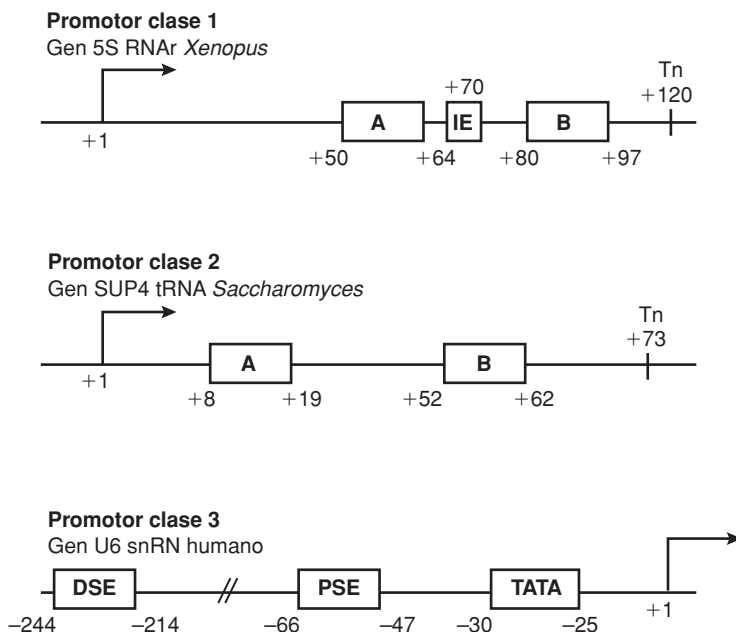 Promotor clase 1
Gen 5S RNAr Xenopus
Tn
+70
+120
A
IE
B
+1
+50
+64
+80
+97
Promotor clase 2
Gen SUP4 tRNA Saccharomyces
Tn
+73
A
B
+1
+8
+19
+52
+62
Promotor clase 3
Gen U6 snRN humano
DSE
PSE
TATA
–244
–214
–66
–47
–30
–25
+1